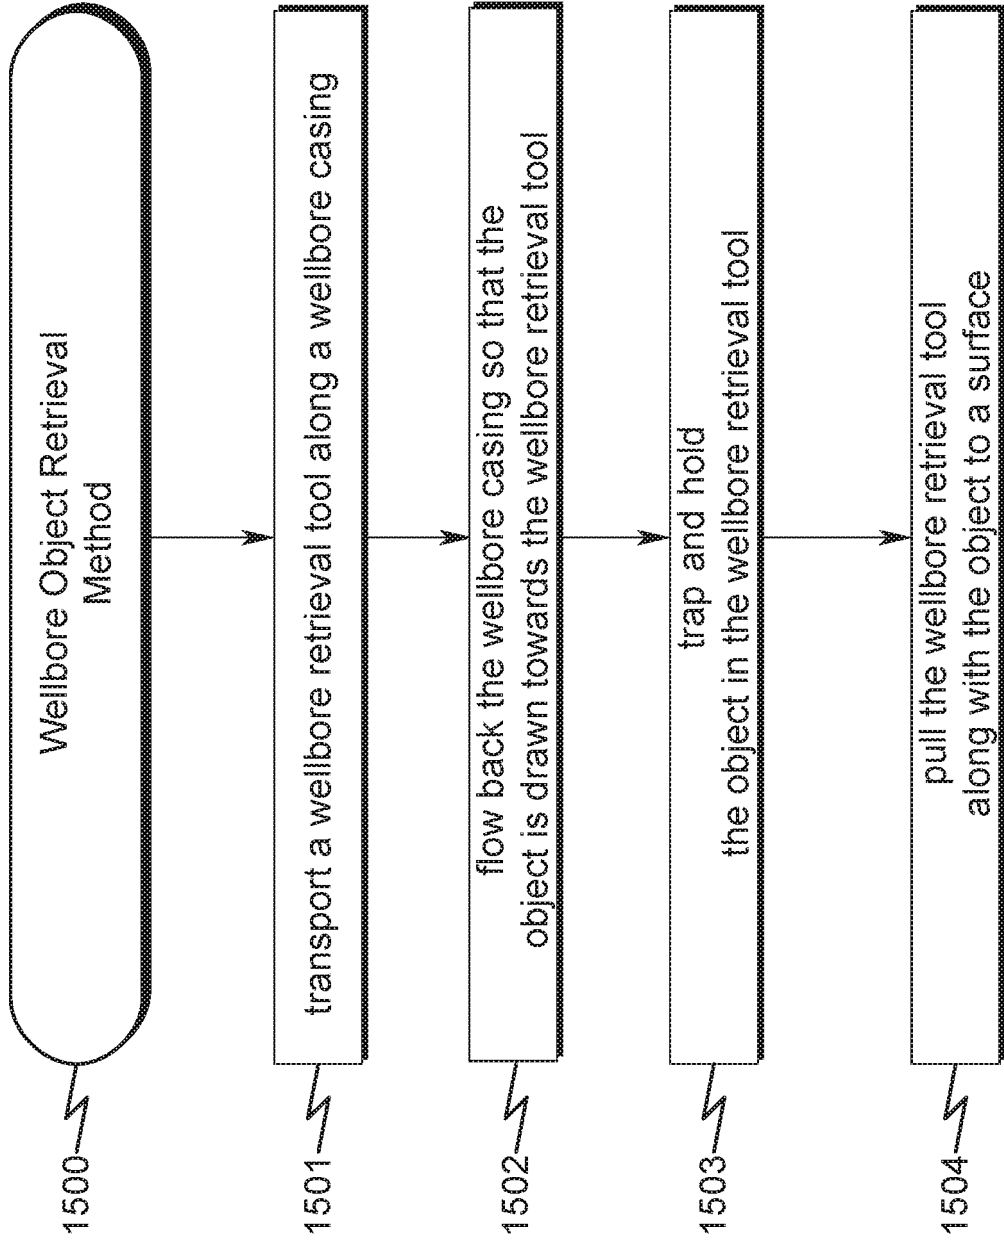 Wellbore Object Retrieval
Method
1500
transport a wellbore retrieval tool along a wellbore casing
1501
flow back the wellbore casing so that the
object is drawn towards the wellbore retrieval tool
1502
trap and hold
the object in the wellbore retrieval tool
1503
pull the wellbore retrieval tool
along with the object to a surface
1504